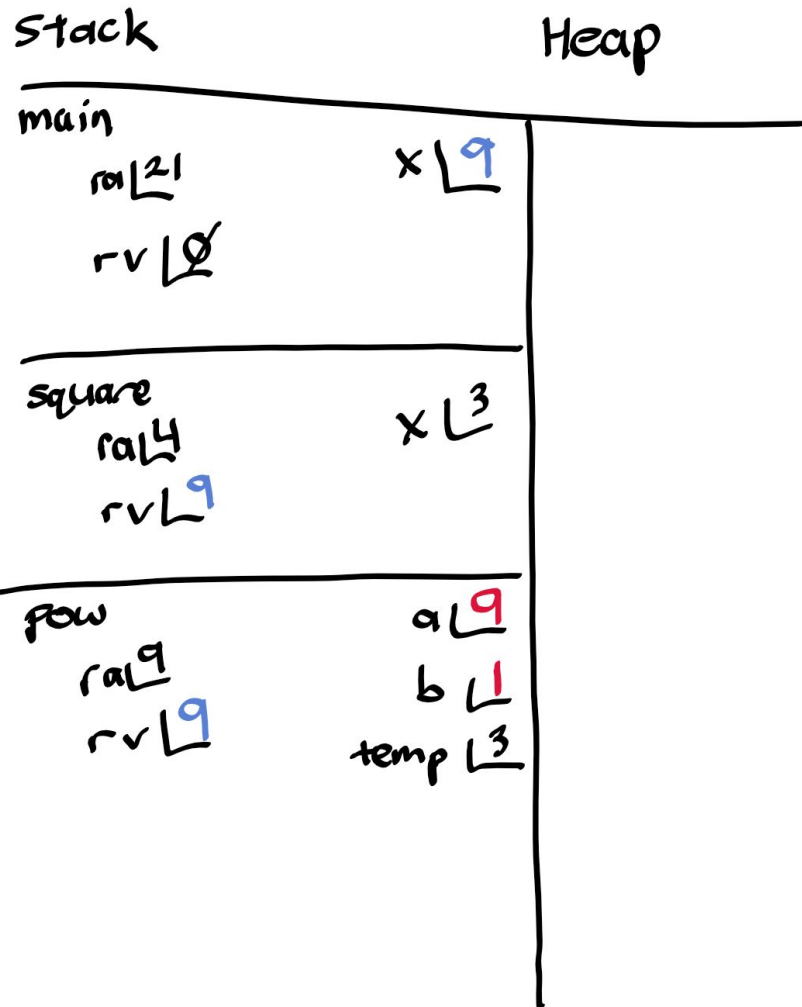 Stack Heap
main
ra 21 x 9
rv 0
square
ra 4 x 3
rv 9
pow a 9
ra 9 b 1
rv 9 temp 3